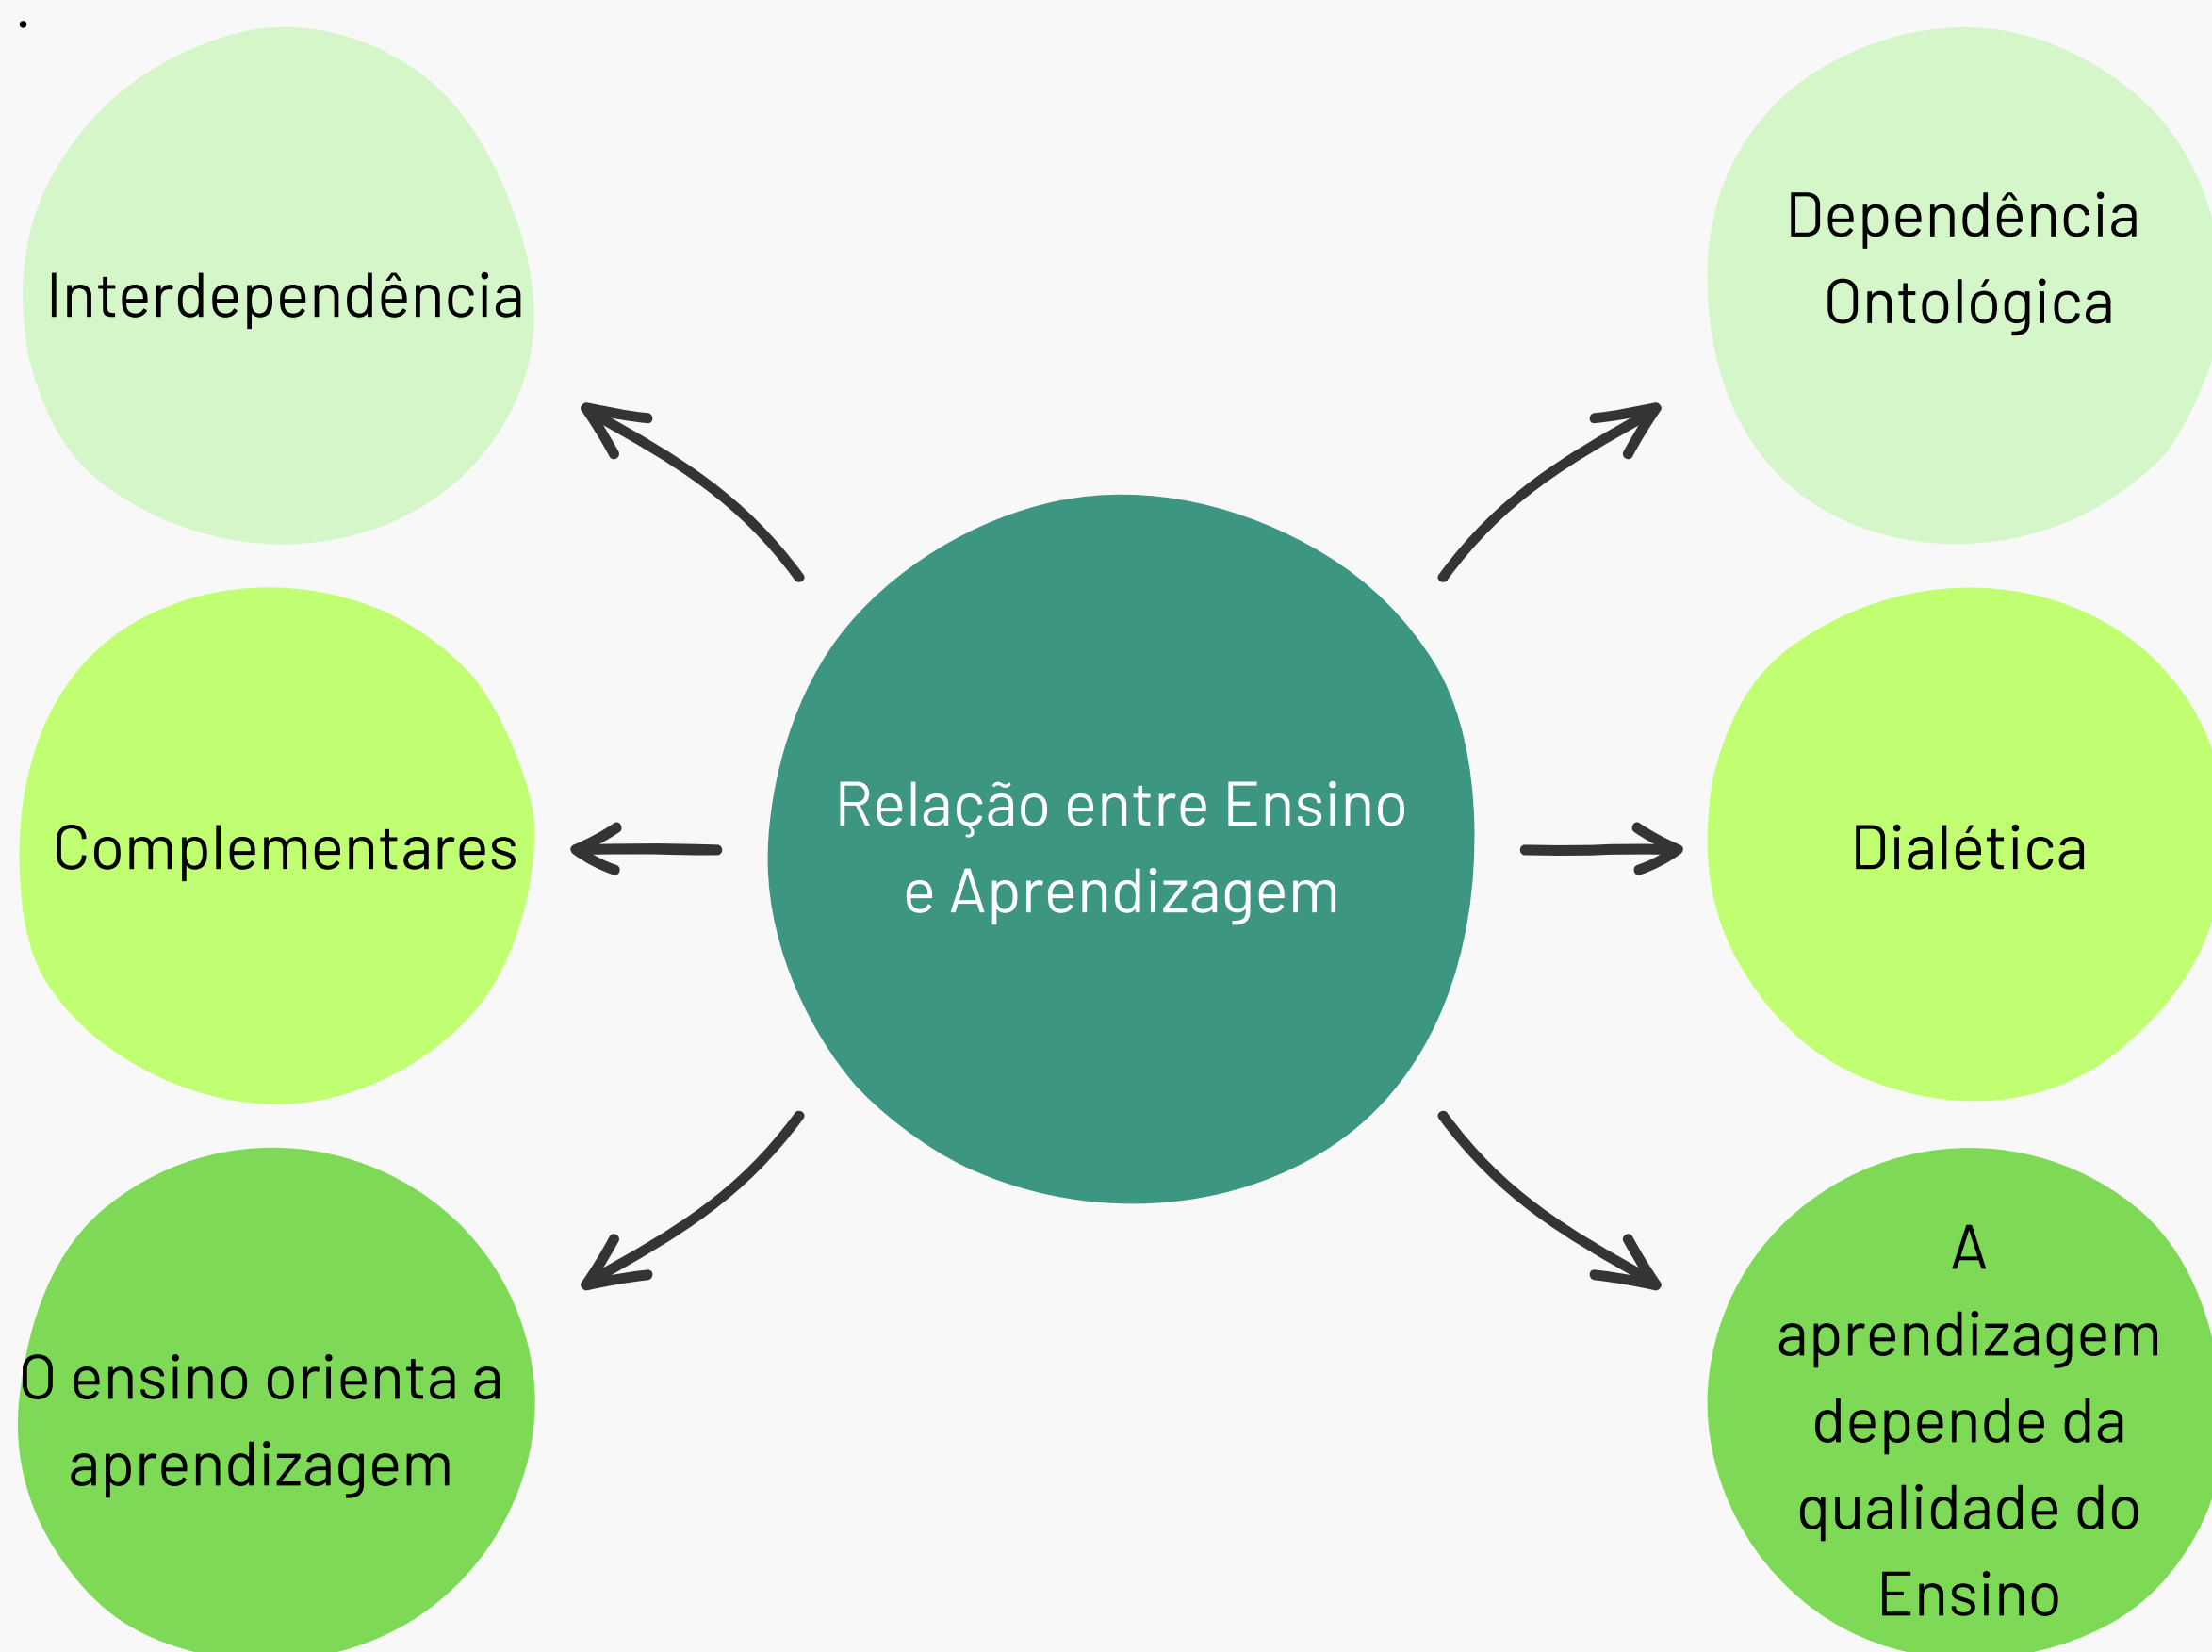 Interdependência
Dependência
Ontológica
Complementares
Relação entre Ensino
e Aprendizagem
Dialética
O ensino orienta a
aprendizagem
A
aprendizagem
depende da
qualidade do
Ensino